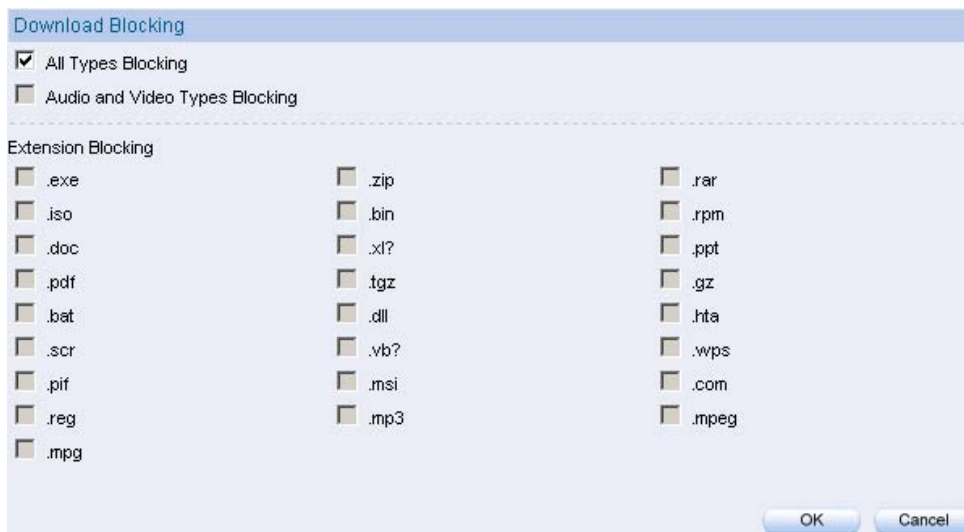 Download Blocking
All Types Blocking
Audio and Video Types Blocking
Extension Blocking
.exe .zip .rar
.iso .bin .rpm
.doc .xl? .ppt
.pdf .tgz .gz
.bat .dll .hta
.scr .vb? .wps
.pif .msi .com
.reg .mp3 .mpeg
.mpg
OK Cancel